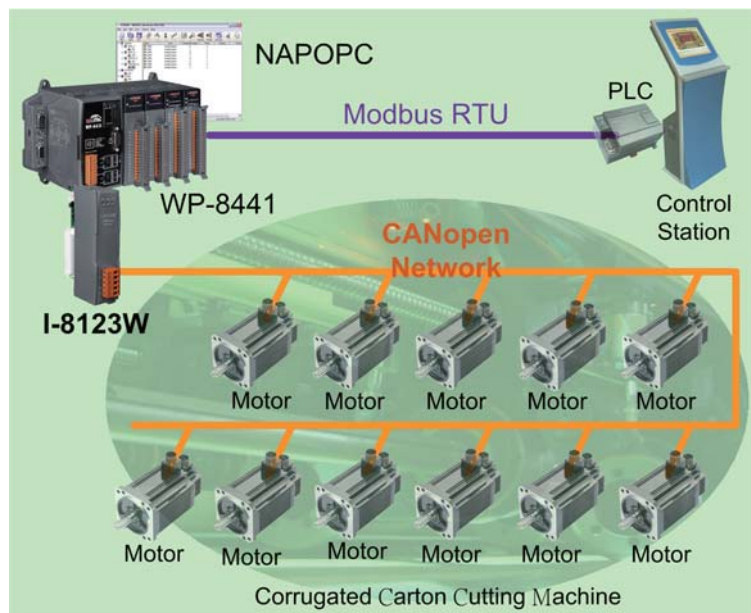 NAPOPC
PLC
Modbus RTU
WP-8441
Control
Station
CANopen
Network
I-8123W
Motor Motor Motor Motor Motor
Motor Motor Motor Motor Motor Motor
Corrugated Carton Cutting Machine